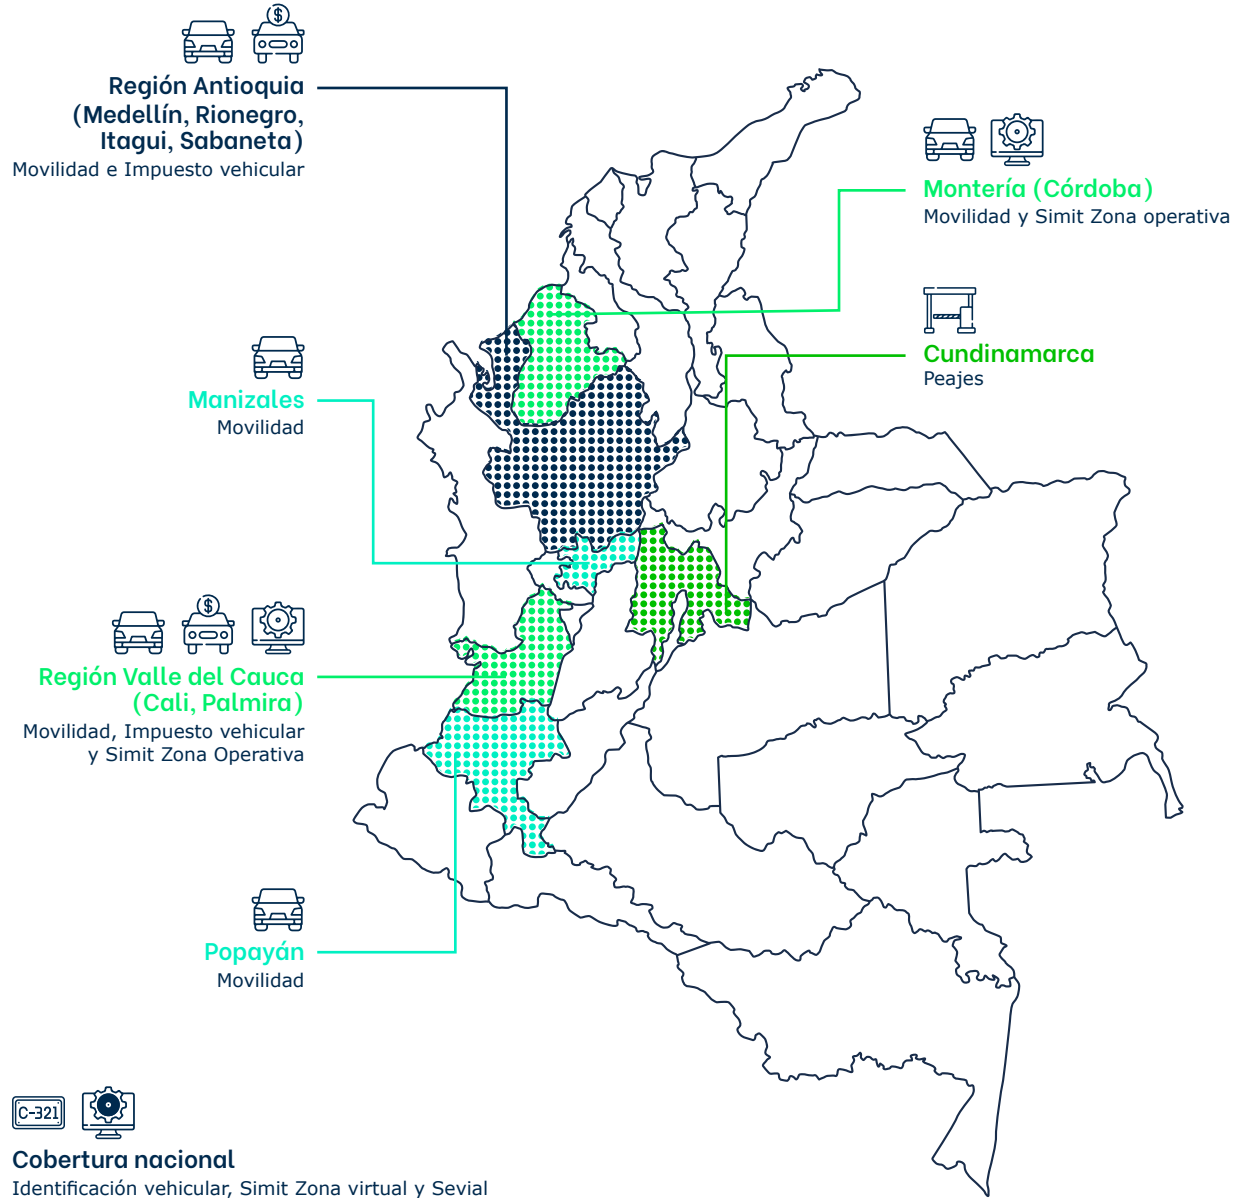 Región Antioquia
(Medellín, Rionegro,
Itagui, Sabaneta)
Movilidad e Impuesto vehicular
Montería (Córdoba)
Movilidad y Simit Zona operativa
Cundinamarca
Peajes
Manizales
Movilidad
Región Valle del Cauca
(Cali, Palmira)
Movilidad, Impuesto vehicular
y Simit Zona Operativa
Popayán
Movilidad
C-321
Cobertura nacional
Identificación vehicular, Simit Zona virtual y Sevial